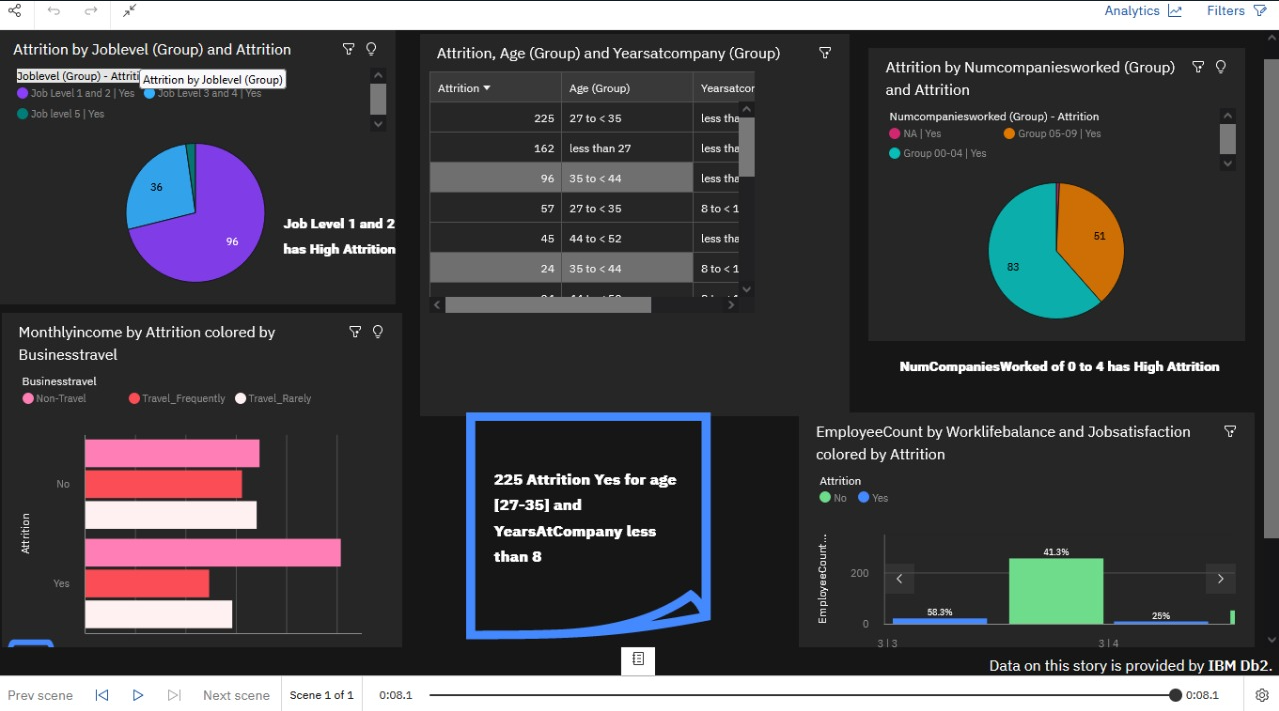 Analytics
Filters
Attrition by Joblevel (Group) and Attrition
Joblevel (Group) - Attriti
Attrition by Joblevel (Group)
Job Level 1 and 2 | Yes
Job Level 3 and 4 | Yes
Job level 5 | Yes
36
96
Job Level 1 and 2
has High Attrition
Attrition, Age (Group) and Yearsatcompany (Group)
Attrition Age (Group) Yearsatcor
225 27 to < 35 less tha
162 less than 27 less tha
96 35 to < 44 less tha
57 27 to < 35 8 to < 1
45 44 to < 52 less tha
24 35 to < 44 8 to < 1
Attrition by Numcompaniesworked (Group)
and Attrition
Numcompaniesworked (Group) - Attrition
NA | Yes
Group 05-09 | Yes
Group 00-04 | Yes
51
83
NumCompaniesWorked of 0 to 4 has High Attrition
Monthlyincome by Attrition colored by
Businesstravel
Businesstravel
Non-Travel
Travel_Frequently
Travel_Rarely
Attrition
No
Yes
225 Attrition Yes for age
[27-35] and
YearsAtCompany less
than 8
EmployeeCount by Worklifebalance and Jobsatisfaction
colored by Attrition
Attrition
No
Yes
EmployeeCount...
200
0
58.3%
41.3%
25%
3 | 3
3 | 4
Data on this story is provided by IBM Db2.
Prev scene
Next scene
Scene 1 of 1
0:08.1
0:08.1